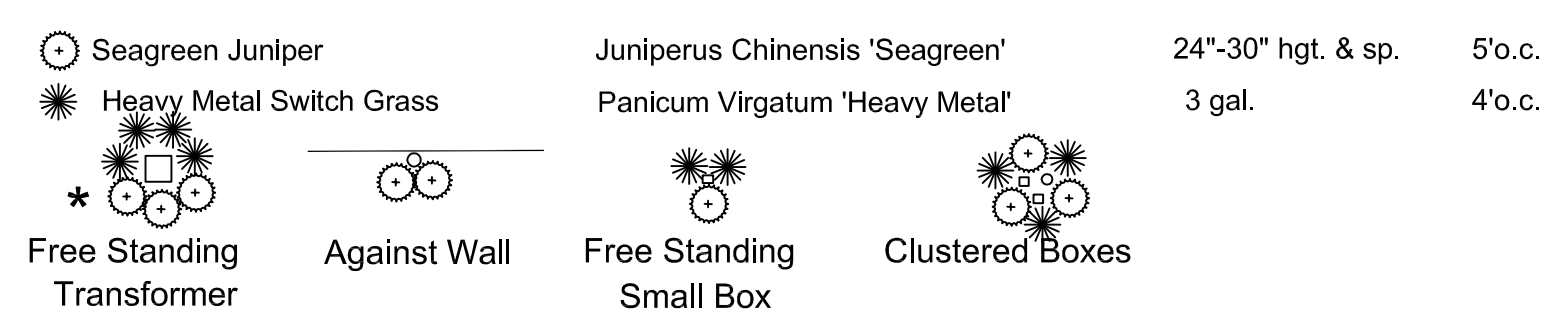 Seagreen Juniper Juniperus Chinensis 'Seagreen' 24"-30" hgt. & sp. 5'o.c.
Heavy Metal Switch Grass Panicum Virgatum 'Heavy Metal' 3 gal. 4'o.c.
*
Free Standing Against Wall Free Standing Clustered Boxes
Transformer Small Box